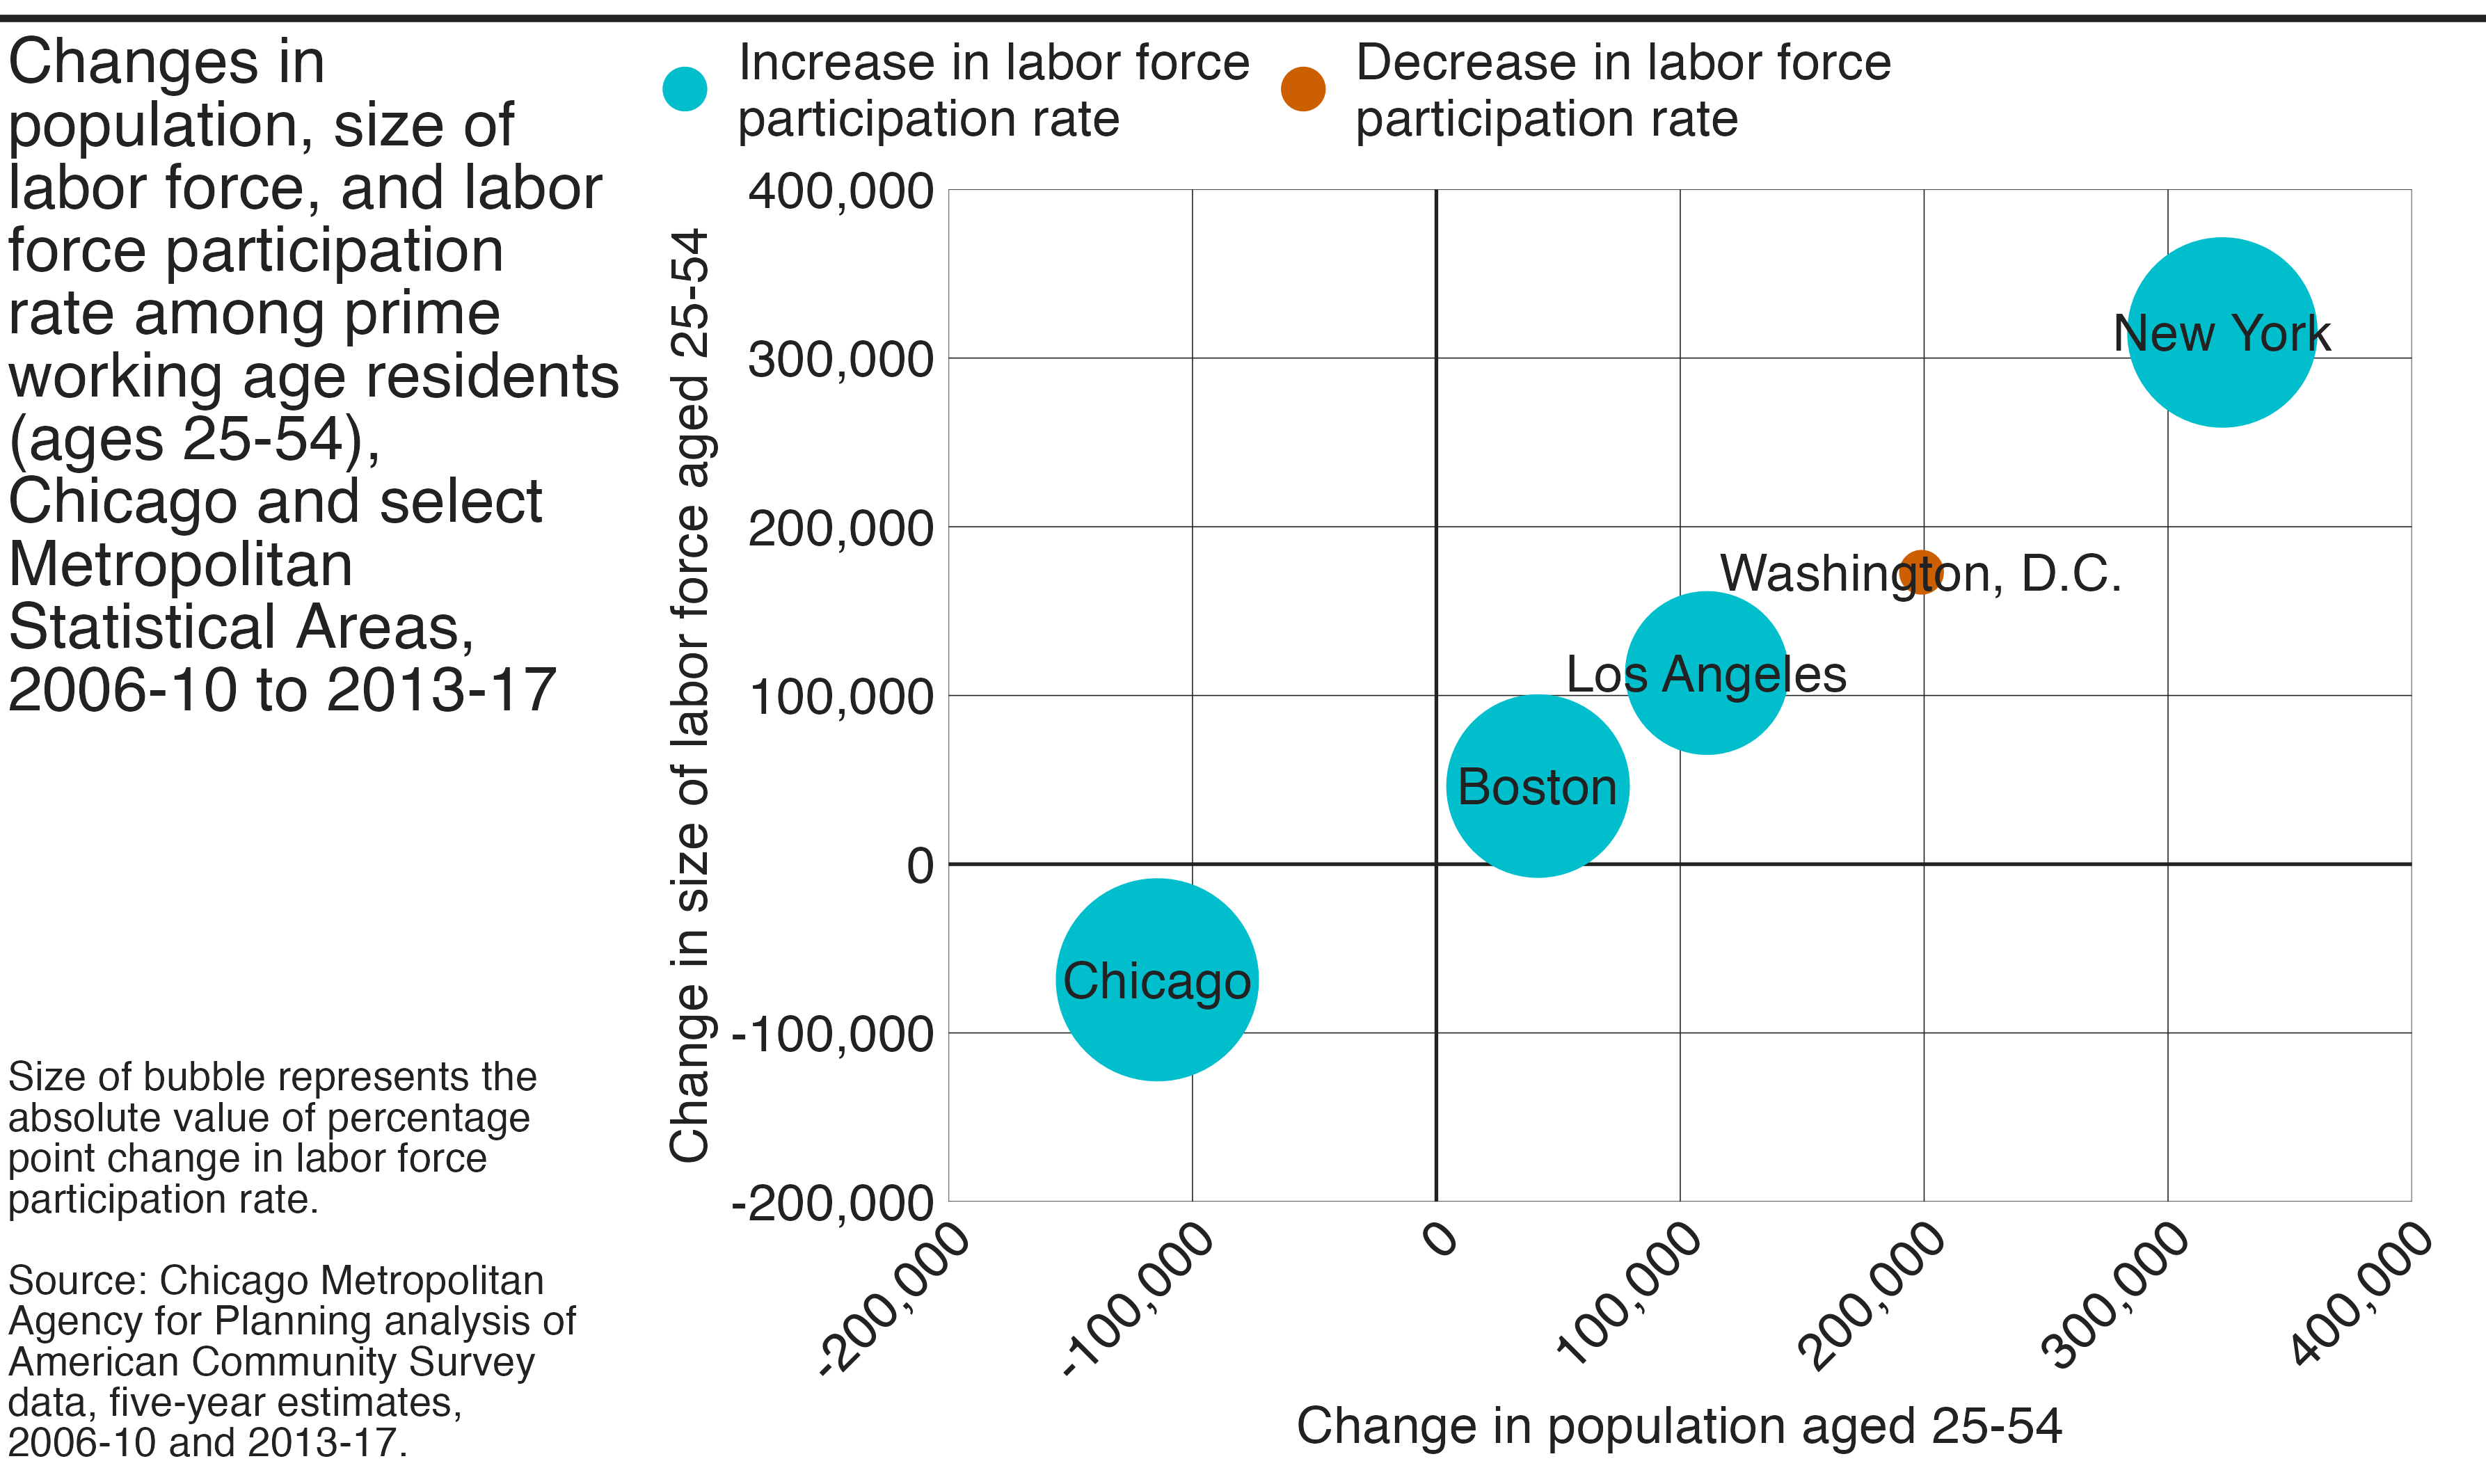 Changes in
population, size of
labor force, and labor
force participation
rate among prime
working age residents
(ages 25-54),
Chicago and select
Metropolitan
Statistical Areas,
2006-10 to 2013-17
Size of bubble represents the
absolute value of percentage
point change in labor force
participation rate.
Source: Chicago Metropolitan
Agency for Planning analysis of
American Community Survey
data, five-year estimates,
2006-10 and 2013-17.
Increase in labor force
participation rate
Decrease in labor force
participation rate
Change in size of labor force aged 25-54
400,000
300,000
200,000
100,000
0
-100,000
-200,000
New York
Washington, D.C.
Los Angeles
Boston
Chicago
-200,000
-100,000
0
100,000
200,000
300,000
400,000
Change in population aged 25-54